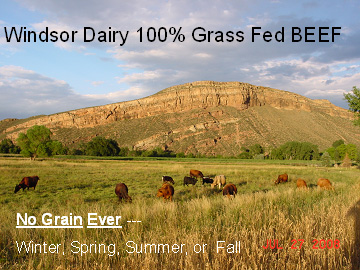 Windsor Dairy 100% Grass Fed BEEF
No Grain Ever ---
Winter, Spring, Summer, or Fall